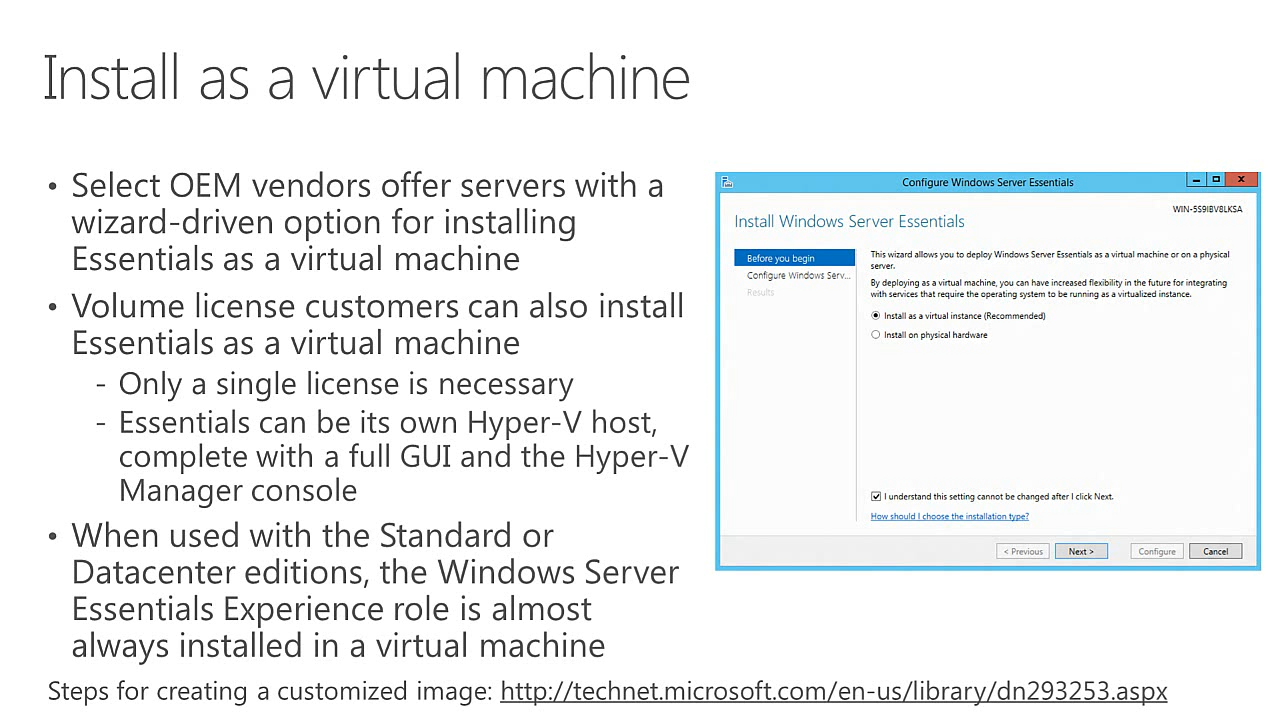 Install as a virtual machine
• Select OEM vendors offer servers with a
wizard-driven option for installing
Essentials as a virtual machine
• Volume license customers can also install
Essentials as a virtual machine
- Only a single license is necessary
- Essentials can be its own Hyper-V host,
complete with a full GUI and the Hyper-V
Manager console
• When used with the Standard or
Datacenter editions, the Windows Server
Essentials Experience role is almost
always installed in a virtual machine
Configure Windows Server Essentials
WIN-5S9IBV8LKSA
Install Windows Server Essentials
Before you begin
Configure Windows Serv...
Results
This wizard allows you to deploy Windows Server Essentials as a virtual machine or on a physical
server.
By deploying as a virtual machine, you can have increased flexibility in the future for integrating
with services that require the operating system to be running as a virtualized instance.
Install as a virtual instance (Recommended)
Install on physical hardware
I understand this setting cannot be changed after I click Next.
How should I choose the installation type?
< Previous
Next >
Configure
Cancel
Steps for creating a customized image: http://technet.microsoft.com/en-us/library/dn293253.aspx